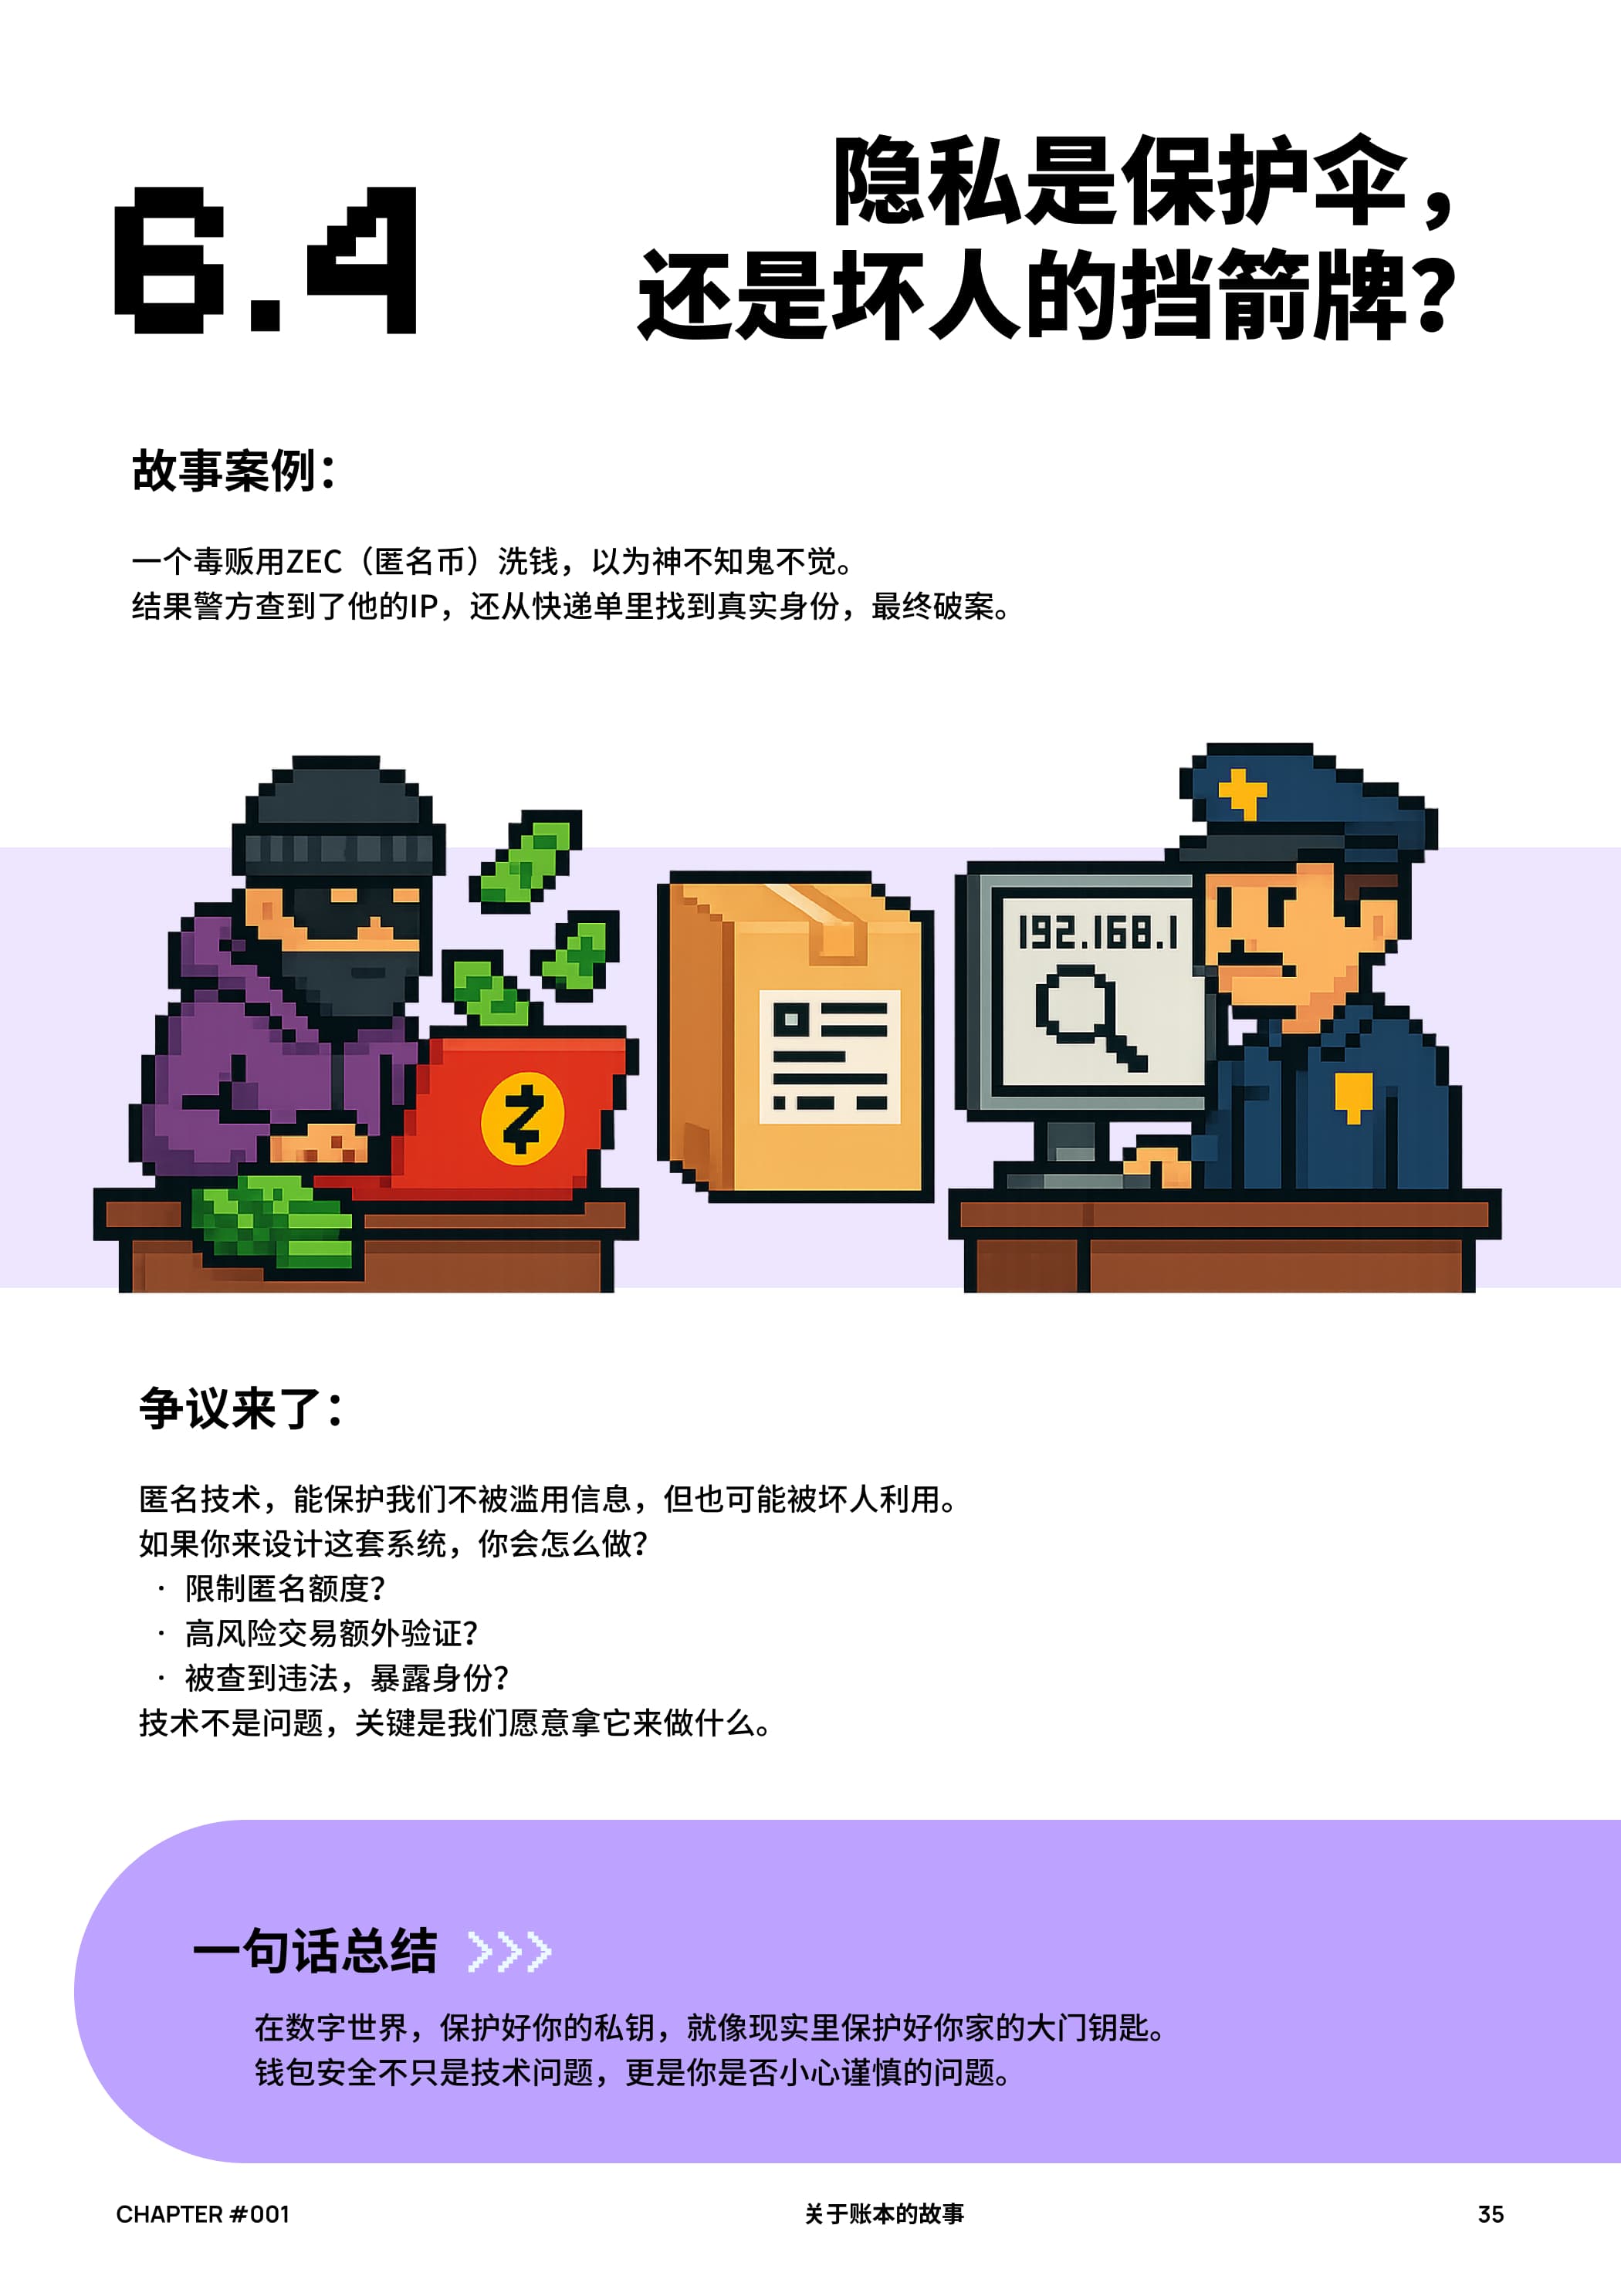 6.4
隐私是保护伞，
还是坏人的挡箭牌？
故事案例：
一个毒贩用ZEC（匿名币）洗钱，以为神不知鬼不觉。
结果警方查到了他的IP，还从快递单里找到真实身份，最终破案。
192.168.1
争议来了：
匿名技术，能保护我们不被滥用信息，但也可能被坏人利用。
如果你来设计这套系统，你会怎么做？
· 限制匿名额度？
· 高风险交易额外验证？
· 被查到违法，暴露身份？
技术不是问题，关键是我们愿意拿它来做什么。
一句话总结
在数字世界，保护好你的私钥，就像现实里保护好你家的大门钥匙。
钱包安全不只是技术问题，更是你是否小心谨慎的问题。
CHAPTER #001
关于账本的故事
35